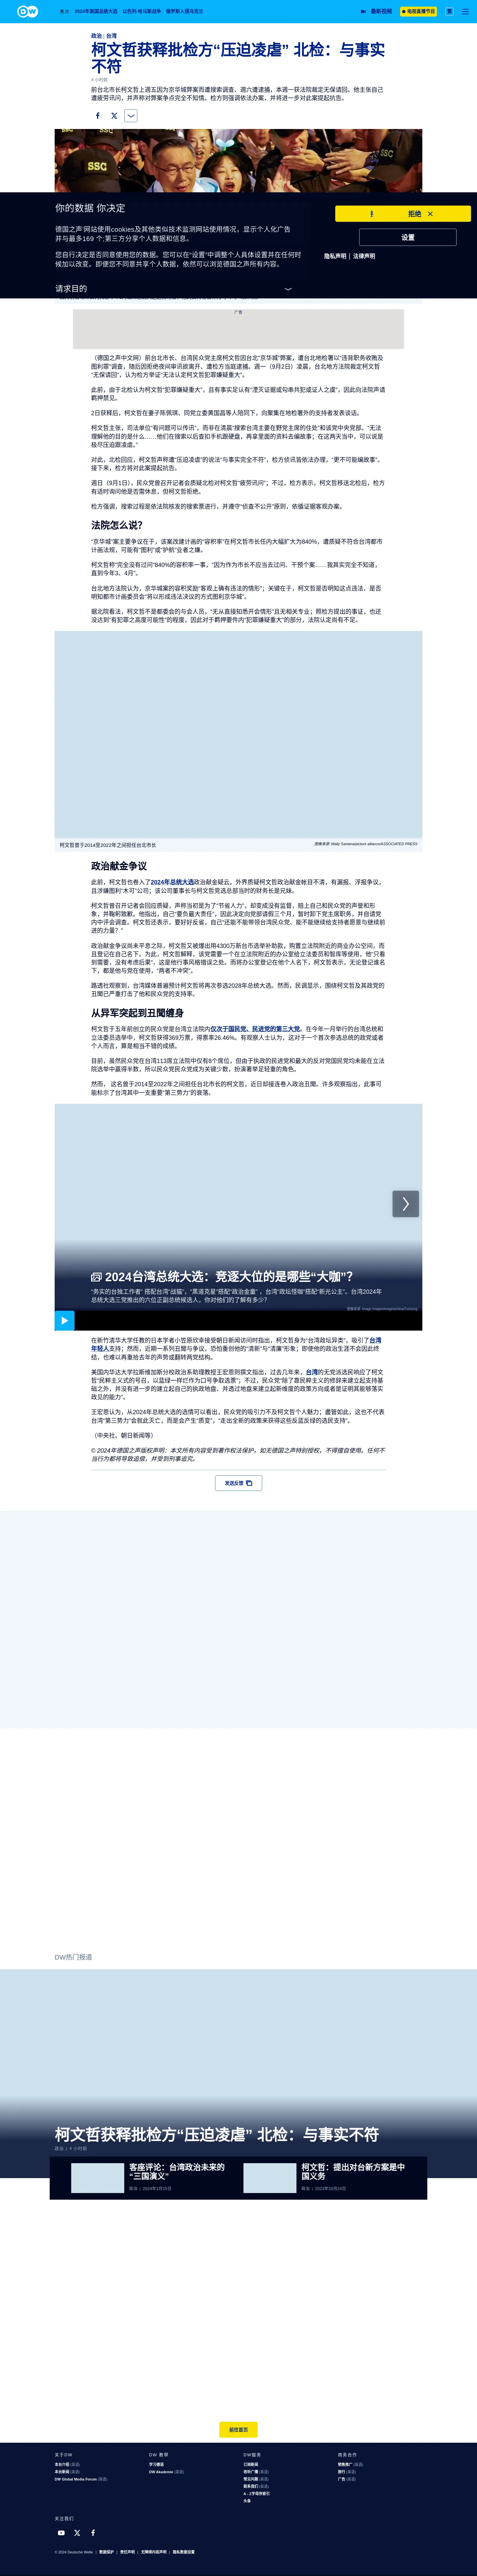 DW
焦点:
2024年美国总统大选
以色列-哈马斯战争
俄罗斯入侵乌克兰
最新视频
电视直播节目
繁
政治 | 台湾
柯文哲获释批检方“压迫凌虐” 北检：与事实
不符
4 小时前
前台北市长柯文哲上週五因为京华城弊案而遭搜索调查、週六遭逮捕，本週一获法院裁定无保请回。他主张自己
遭疲劳讯问，并声称对弊案争点完全不知情。检方则强调依法办案，并将进一步对此案提起抗告。
SSC
SSC
SSC
你的数据 你决定
德国之声网站使用cookies及其他类似技术监测网站使用情况，显示个人化广告
并与最多169 个;第三方分享个人数据和信息。
您自行决定是否同意使用您的数据。您可以在“设置”中调整个人具体设置并在任何时
候加以改变，即便您不同意共享个人数据，依然可以浏览德国之声所有内容。
请求目的
拒绝
设置
隐私声明 | 法律声明
广告
（德国之声中文网）前台北市长、台湾民众党主席柯文哲因台北“京华城”弊案，遭台北地检署以“违背职务收贿及
图利罪”调查，随后因拒绝夜间审讯欲离开、遭检方当庭逮捕。週一（9月2日）凌晨，台北地方法院裁定柯文哲
“无保请回”，认为检方举证“无法认定柯文哲犯罪嫌疑重大”。
此前，由于北检认为柯文哲“犯罪嫌疑重大”，且有事实足认有“湮灭证据或勾串共犯或证人之虞”，因此向法院声请
羁押禁见。
2日获释后，柯文哲在妻子陈佩琪、同党立委黄国昌等人陪同下，向聚集在地检署外的支持者发表谈话。
柯文哲主张，司法单位“有问题可以传讯”，而非在清晨“搜索台湾主要在野党主席的住处”和该党中央党部，“无法
理解他的目的是什么……他们在搜索以后查扣手机跟硬盘，再拿里面的资料去编故事；在这两天当中，可以说是
极尽压迫跟凌虐。”
对此，北检回应，柯文哲声称遭“压迫凌虐”的说法“与事实完全不符”，检方侦讯皆依法办理，“更不可能编故事”。
接下来，检方将对此案提起抗告。
週日（9月1日），民众党曾召开记者会质疑北检对柯文哲“疲劳讯问”；不过，检方表示，柯文哲移送北检后，检方
有适时询问他是否需休息，但柯文哲拒绝。
检方强调，搜索过程是依法院核发的搜索票进行，并遵守“侦查不公开”原则，依循证据客观办案。
法院怎么说？
“京华城”案主要争议在于，该案改建计画的“容积率”在柯文哲市长任内大幅扩大为840%，遭质疑不符合台湾都市
计画法规，可能有“图利”或“护航”业者之嫌。
柯文哲称“完全没有过问”840%的容积率一事，“因为作为市长不应当去过问、干预个案……我其实完全不知道，
直到今年3、4月”。
台北地方法院认为，京华城案的容积奖励“客观上确有违法的情形”；关键在于，柯文哲是否明知这点违法、是否
明知都市计画委员会“将以形成违法决议的方式图利京华城”。
据北院看法，柯文哲不是都委会的与会人员，“无从直接知悉开会情形”且无相关专业；照检方提出的事证，也还
没达到“有犯罪之高度可能性”的程度，因此对于羁押要件内“犯罪嫌疑重大”的部分，法院认定尚有不足。
柯文哲曾于2014至2022年之间担任台北市长
图像来源: Wally Santana/picture alliance/ASSOCIATED PRESS
政治献金争议
此前，柯文哲也卷入了2024年总统大选政治献金疑云，外界质疑柯文哲政治献金帐目不清，有漏报、浮报争议，
且涉嫌图利“木可”公司；该公司董事长与柯文哲竞选总部当时的财务长是兄妹。
柯文哲曾召开记者会回应质疑，声称当初是为了“节省人力”，却变成没有监督，赔上自己和民众党的声誉和形
象，并鞠躬致歉。他指出，自己“要负最大责任”，因此决定向党部请假三个月，暂时卸下党主席职务，并自请党
内中评会调查。柯文哲还表示，要好好反省，自己“还能不能带领台湾民众党、能不能继续给支持者愿景与继续前
进的力量？”
政治献金争议尚未平息之际，柯文哲又被爆出用4300万新台币选举补助款，购置立法院附近的商业办公空间，而
且登记在自己名下。为此，柯文哲解释，该党需要一个在立法院附近的办公室给立法委员和智库等使用，他“只看
到需要，没有考虑后果”，这是他行事风格错误之处。而将办公室登记在他个人名下，柯文哲表示，无论登记谁名
下，都是为供党在使用，“两者不冲突”。
路透社观察到，台湾媒体普遍预计柯文哲将再次参选2028年总统大选。然而，民调显示，围绕柯文哲及其政党的
丑闻已严重打击了他和民众党的支持率。
从异军突起到丑闻缠身
柯文哲于五年前创立的民众党是台湾立法院内仅次于国民党、民进党的第三大党。在今年一月举行的台湾总统和
立法委员选举中，柯文哲获得369万票，得票率26.46%。有观察人士认为，这对于一个首次参选总统的政党或者
个人而言，算是相当不错的成绩。
目前，虽然民众党在台湾113席立法院中仅有8个席位，但由于执政的民进党和最大的反对党国民党均未能在立法
院选举中赢得半数，所以民众党民众党成为关键少数，扮演著举足轻重的角色。
然而， 这名曾于2014至2022年之间担任台北市长的柯文哲，近日却接连卷入政治丑闻。许多观察指出，此事可
能标示了台湾其中一支重要“第三势力”的衰落。
2024台湾总统大选：竞逐大位的是哪些“大咖”？
“务实的台独工作者” 搭配台湾“战猫”，“黑道克星”搭配“政治金童” ，台湾“政坛怪咖”搭配“新光公主”。台湾2024年
总统大选三党推出的六位正副总统候选人，你对他们的了解有多少？
在新竹清华大学任教的日本学者小笠原欣幸接受朝日新闻访问时指出，柯文哲身为“台湾政坛异类”，吸引了台湾
年轻人支持；然而，近期一系列丑闻与争议，恐怕重创他的“清新”与“清廉”形象；即使他的政治生涯不会因此终
结，也难以再重拾去年的声势或翻转两党结构。
美国内华达大学拉斯维加斯分校政治系助理教授王宏恩则撰文指出，过去几年来，台湾的无党派选民响应了柯文
哲“民粹主义式的号召，以蓝绿一样烂作为口号争取选票”；不过，民众党“除了靠民粹主义的修辞来建立起支持基
础之外，并没有进一步的建立起自己的执政地盘、并透过地盘来建立起新维度的政策方向或者是证明其能够落实
政见的能力”。
王宏恩认为，从2024年总统大选的选情可以看出，民众党的吸引力不及柯文哲个人魅力；盡管如此，这也不代表
台湾“第三势力”会就此灭亡，而是会产生“质变”，“走出全新的政策来获得这些反蓝反绿的选民支持”。
（中央社、朝日新闻等）
© 2024年德国之声版权声明：本文所有内容受到著作权法保护，如无德国之声特别授权，不得擅自使用。任何不
当行为都将导致追偿，并受到刑事追究。
发送反馈
DW热门报道
柯文哲获释批检方“压迫凌虐” 北检：与事实不符
政治 | 4 小时前
客座评论：台湾政治未来的
“三国演义”
政治 | 2024年1月15日
柯文哲：提出对台新方案是中
国义务
政治 | 2023年10月24日
前往首页
关于DW
本台介绍 (英语)
本台新闻 (英语)
DW Global Media Forum (英语)
DW 教学
学习德语
DW Akademie (英语)
DW服务
订阅新闻
收听广播 (英语)
常见问题 (英语)
联系我们 (英语)
A - Z字母序索引
头条
商务合作
销售推广 (英语)
旅行 (英语)
广告 (英语)
关注我们
© 2024 Deutsche Welle | 数据保护 | 责任声明 | 无障碍内容声明 | 隐私数据设置